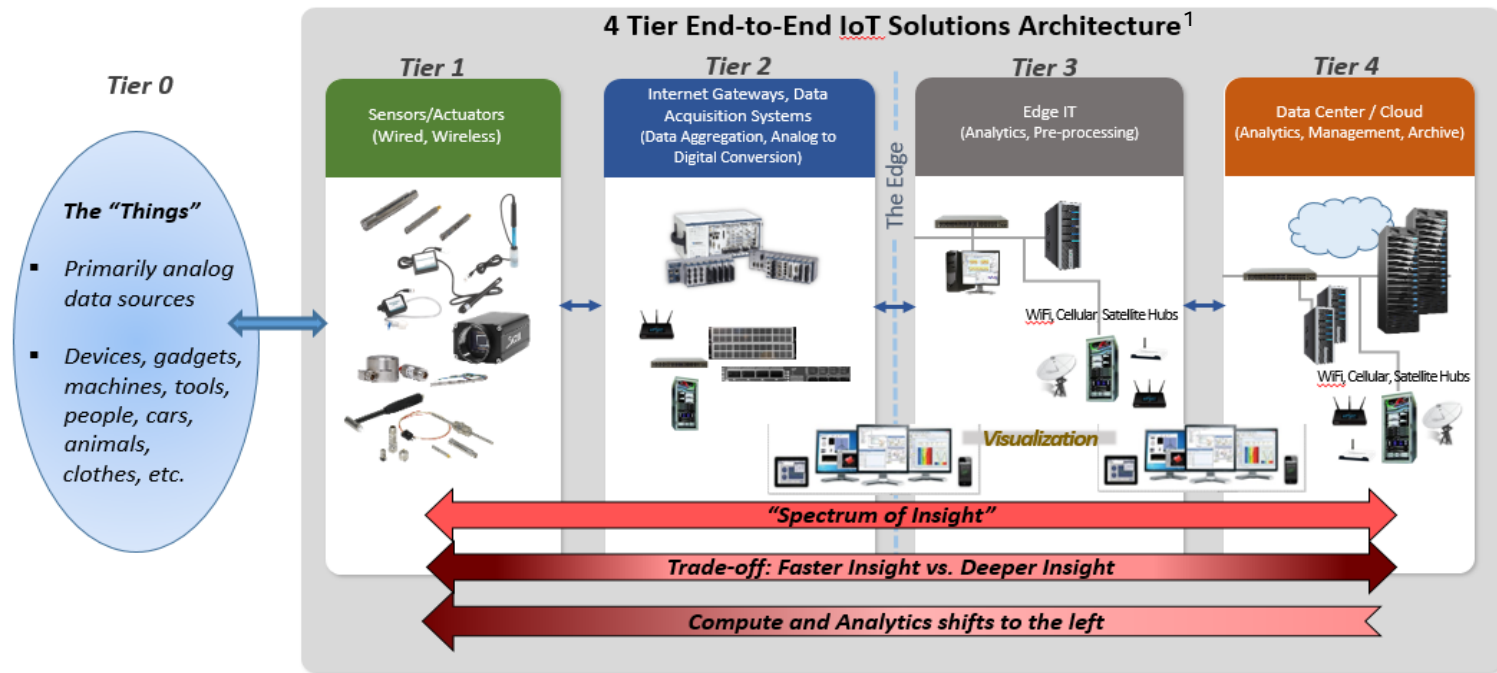 4 Tier End-to-End IoT Solutions Architecture1
Tier 0
Tier 1
Tier 2
Tier 3
Tier 4
Sensors/Actuators
(Wired, Wireless)
Internet Gateways, Data
Acquisition Systems
(Data Aggregation, Analog to
Digital Conversion)
The Edge
Edge IT
(Analytics, Pre-processing)
Data Center / Cloud
(Analytics, Management, Archive)
The “Things”
▪ Primarily analog
data sources
▪ Devices, gadgets,
machines, tools,
people, cars,
animals,
clothes, etc.
WiFi, Cellular, Satellite Hubs
WiFi, Cellular, Satellite Hubs
Visualization
“Spectrum of Insight”
Trade-off: Faster Insight vs. Deeper Insight
Compute and Analytics shifts to the left